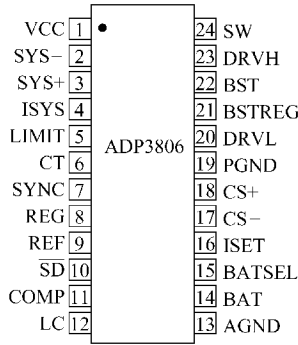 VCC 1 24 SW
SYS− 2 23 DRVH
SYS+ 3 22 BST
ISYS 4 21 BSTREG
LIMIT 5 20 DRVL
ADP3806
CT 6 19 PGND
SYNC 7 18 CS+
REG 8 17 CS−
REF 9 16 ISET
S̅D̅ 10 15 BATSEL
COMP 11 14 BAT
LC 12 13 AGND